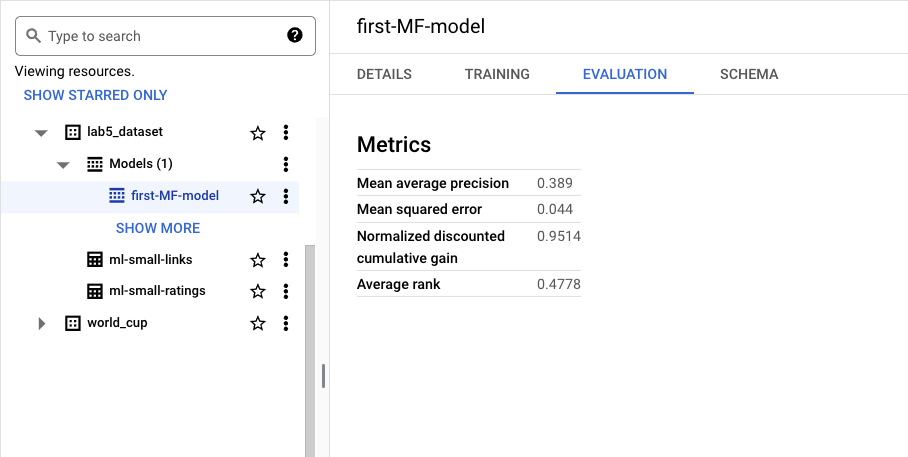 Type to search
?
Viewing resources.
SHOW STARRED ONLY
lab5_dataset
Models (1)
first-MF-model
SHOW MORE
ml-small-links
ml-small-ratings
world_cup
first-MF-model
DETAILS TRAINING EVALUATION SCHEMA
Metrics
Mean average precision 0.389
Mean squared error 0.044
Normalized discounted 0.9514
cumulative gain
Average rank 0.4778